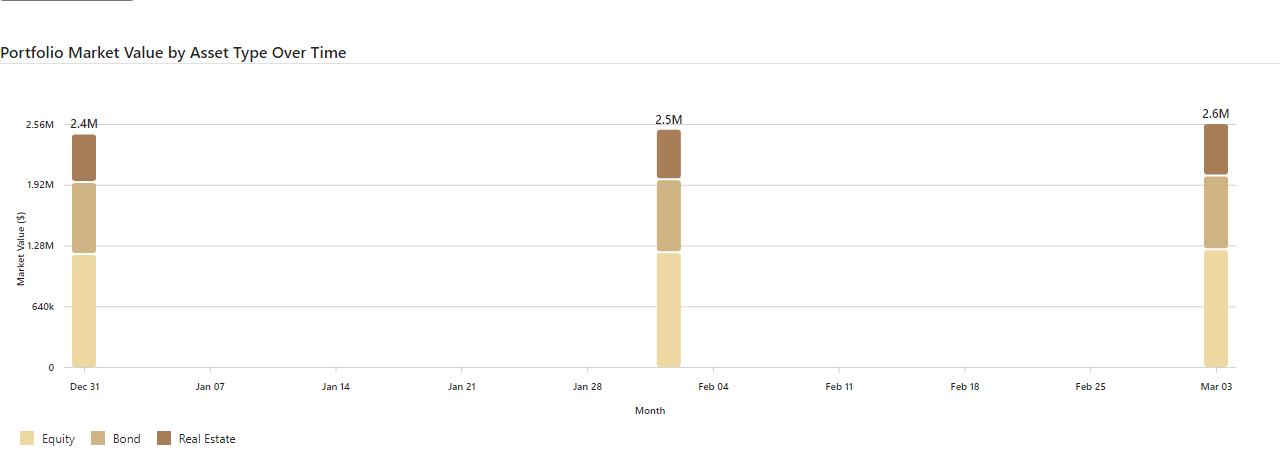 Portfolio Market Value by Asset Type Over Time
2.4M
2.5M
2.6M
2.56M
1.92M
1.28M
640k
0
Market Value ($)
Dec 31 Jan 07 Jan 14 Jan 21 Jan 28 Feb 04 Feb 11 Feb 18 Feb 25 Mar 03
Month
Equity Bond Real Estate